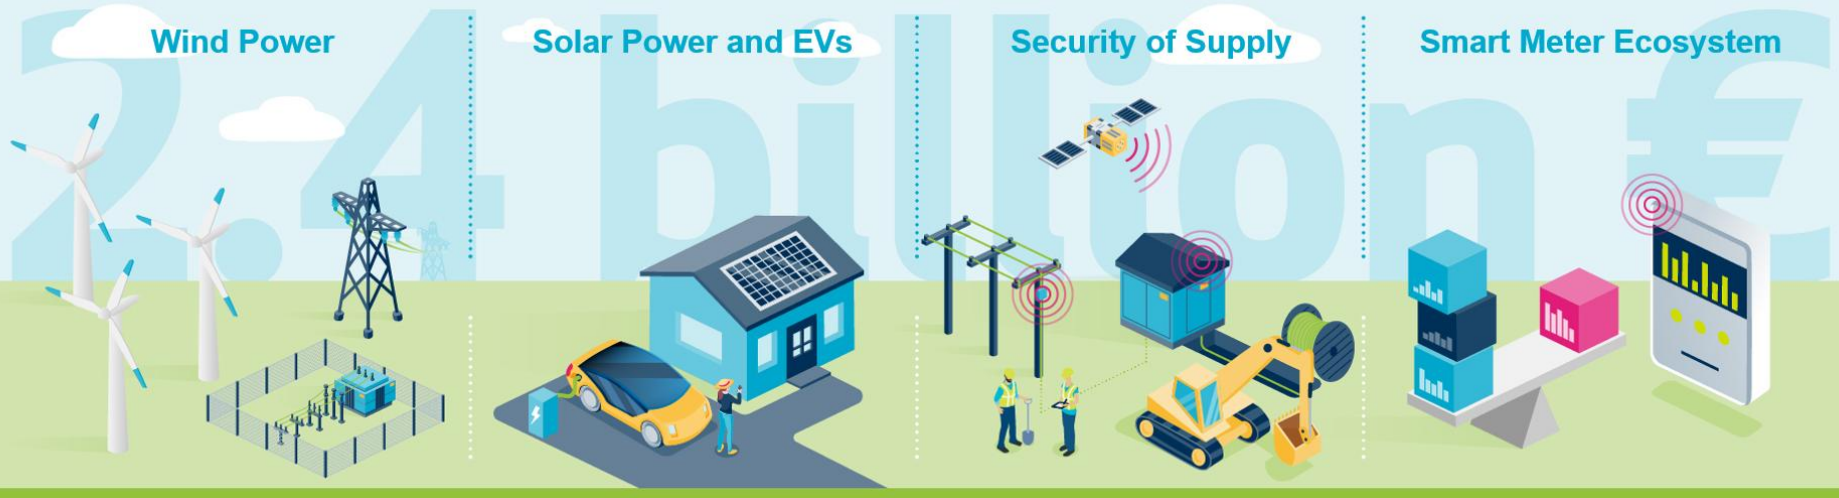 2.4 billion €
Wind Power
Solar Power and EVs
Security of Supply
Smart Meter Ecosystem